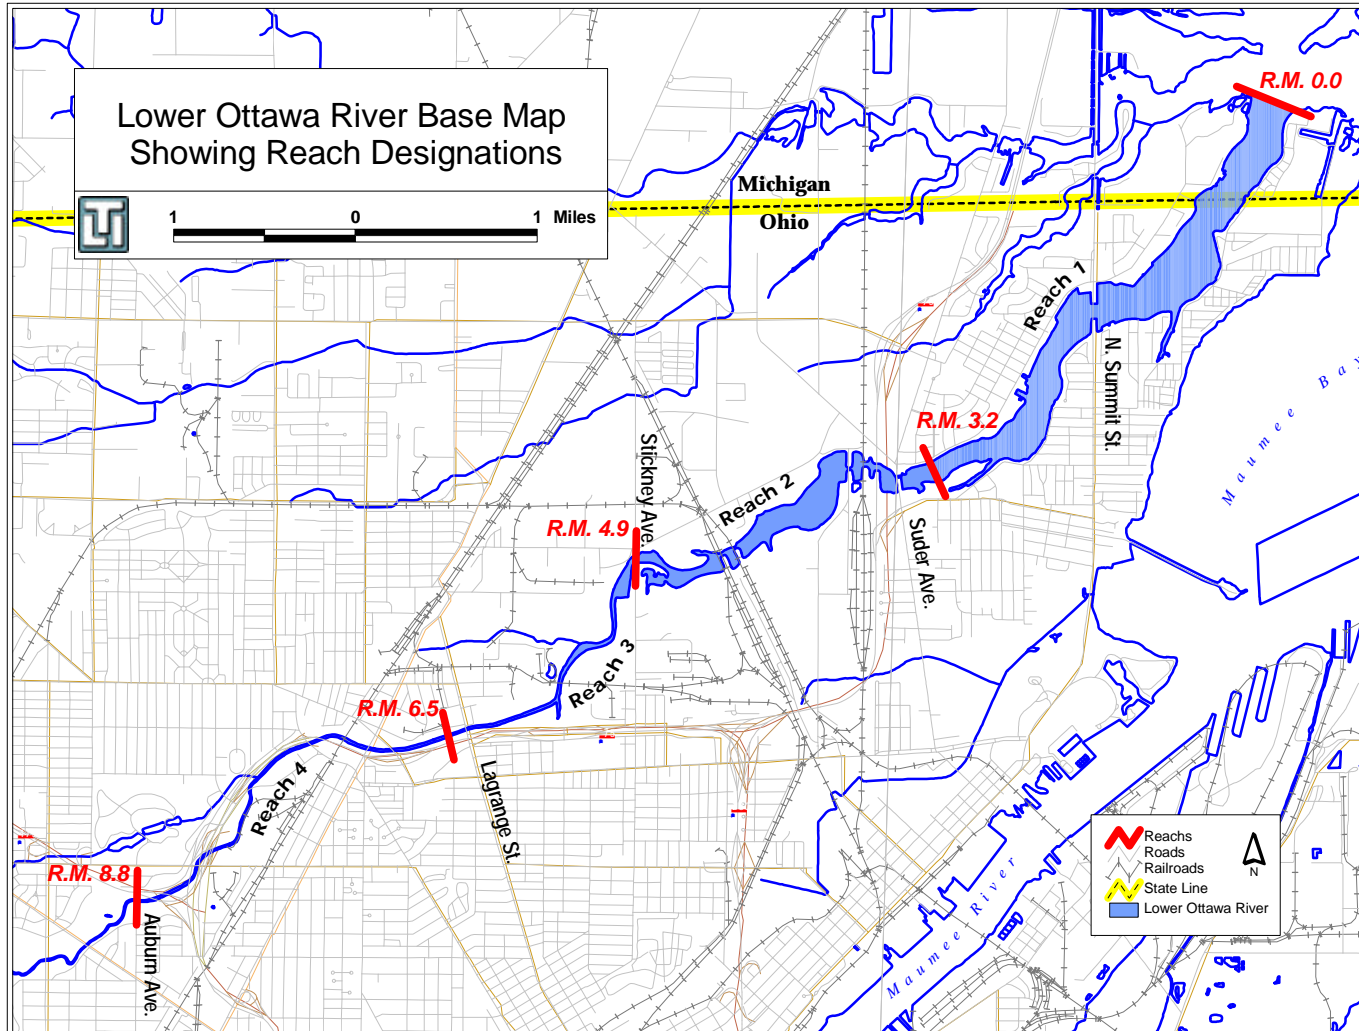 Lower Ottawa River Base Map
Showing Reach Designations
1 0 1 Miles
Michigan
Ohio
R.M. 0.0
Reach 1
N. Summit St.
R.M. 3.2
Maumee Bay
Stickney Ave.
Reach 2
R.M. 4.9
Suder Ave.
Reach 3
R.M. 6.5
Lagrange St.
Reach 4
R.M. 8.8
Auburn Ave.
Maumee River
Reachs
Roads
Railroads
State Line
Lower Ottawa River
N